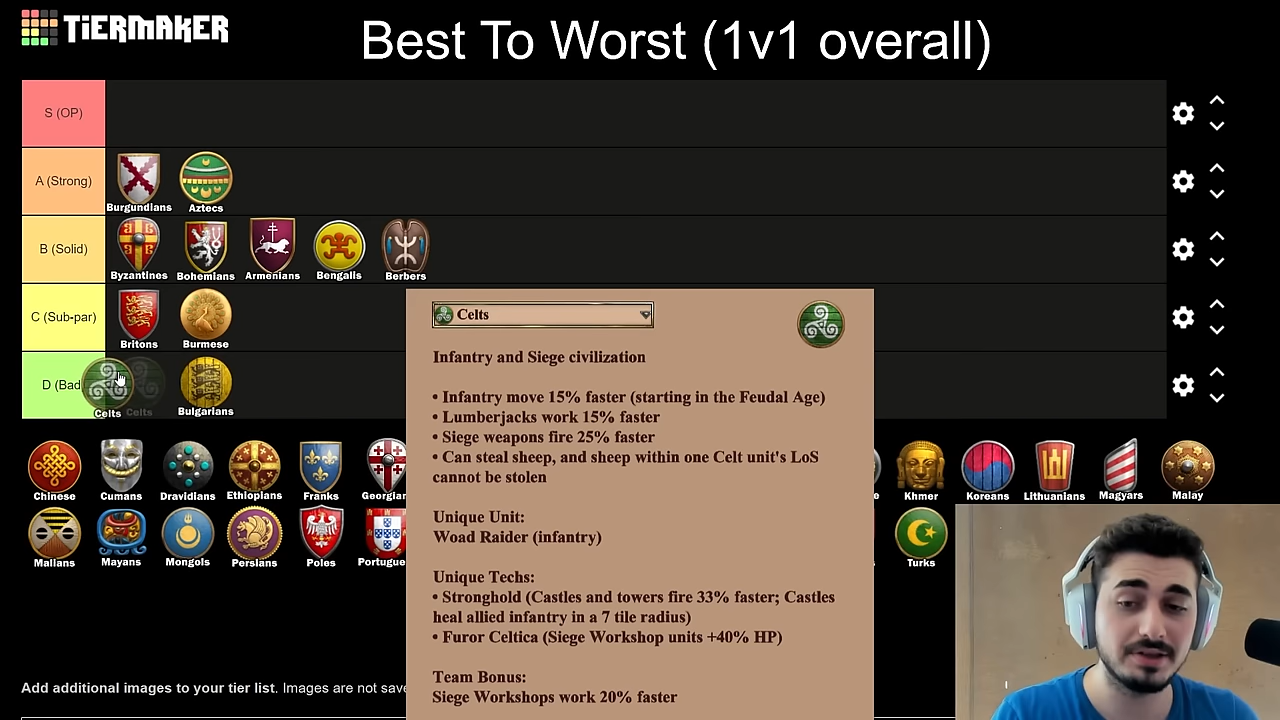 TIERMAKER
Best To Worst (1v1 overall)
S (OP)
A (Strong)
Burgundians
Aztecs
B (Solid)
Byzantines
Bohemians
Armenians
Bengalis
Berbers
C (Sub-par)
Britons
Burmese
D (Bad
Celts
Celts
Bulgarians
Celts
Infantry and Siege civilization
• Infantry move 15% faster (starting in the Feudal Age)
• Lumberjacks work 15% faster
• Siege weapons fire 25% faster
• Can steal sheep, and sheep within one Celt unit's LoS
cannot be stolen
Unique Unit:
Woad Raider (infantry)
Unique Techs:
• Stronghold (Castles and towers fire 33% faster; Castles
heal allied infantry in a 7 tile radius)
• Furor Celtica (Siege Workshop units +40% HP)
Team Bonus:
Siege Workshops work 20% faster
Chinese
Cumans
Dravidians
Ethiopians
Franks
Georgian
e
Khmer
Koreans
Lithuanians
Magyars
Malay
Malians
Mayans
Mongols
Persians
Poles
Portugue
Turks
Add additional images to your tier list. Images are not save